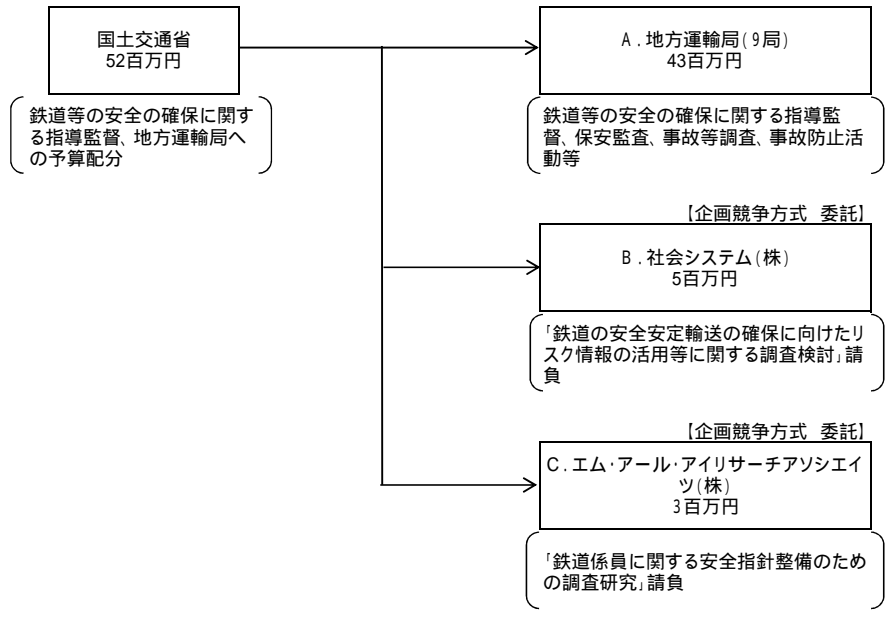 国土交通省
52百万円
鉄道等の安全の確保に関す
る指導監督、地方運輸局へ
の予算配分
A．地方運輸局(9局)
43百万円
鉄道等の安全の確保に関する指導監
督、保安監査、事故等調査、事故防止活
動等
【企画競争方式　委託】
B．社会システム(株)
5百万円
「鉄道の安全安定輸送の確保に向けたリ
スク情報の活用等に関する調査検討」請
負
【企画競争方式　委託】
C．エム・アール・アイリサーチアソシエイ
ツ(株)
3百万円
「鉄道係員に関する安全指針整備のため
の調査研究」請負